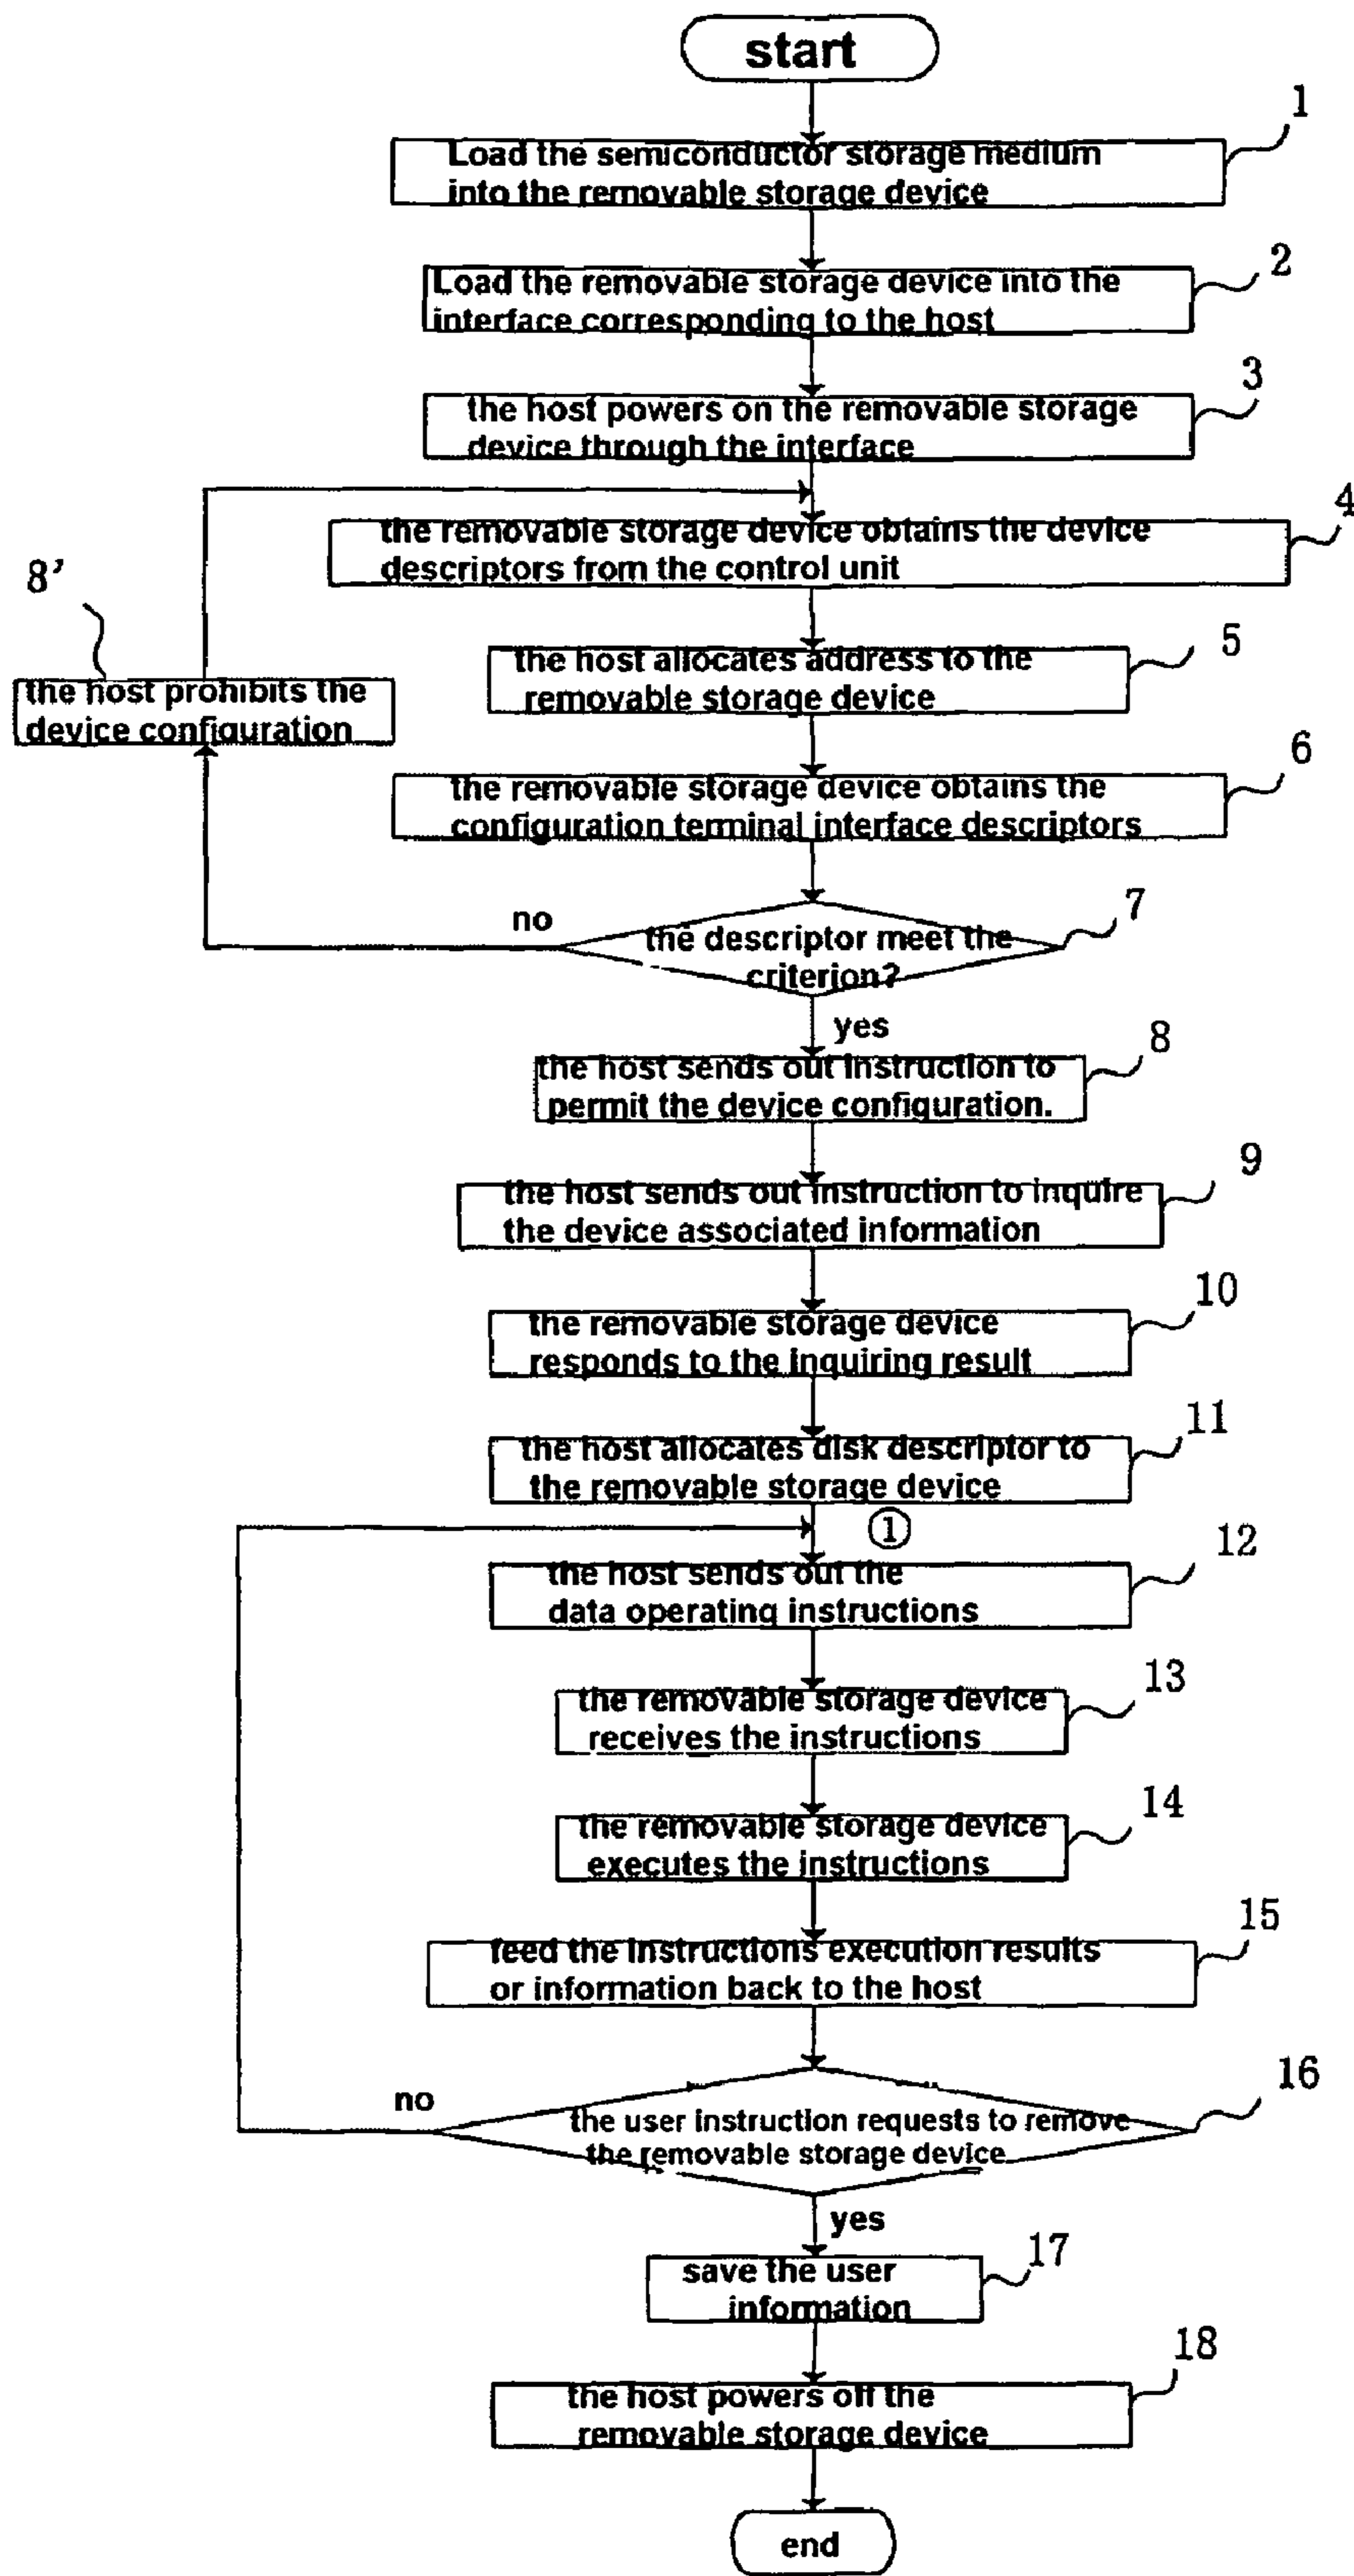 start
1
Load the semiconductor storage medium
into the removable storage device
2
Load the removable storage device into the
interface corresponding to the host
3
the host powers on the removable storage
device through the interface
4
the removable storage device obtains the device
descriptors from the control unit
8’
5
the host allocates address to the
removable storage device
the host prohibits the
device configuration
6
the removable storage device obtains the
configuration terminal interface descriptors
7
no
the descriptor meet the
criterion?
yes
8
the host sends out instruction to
permit the device configuration.
9
the host sends out instruction to inquire
the device associated information
10
the removable storage device
responds to the inquiring result
11
the host allocates disk descriptor to
the removable storage device
①
12
the host sends out the
data operating instructions
13
the removable storage device
receives the instructions
14
the removable storage device
executes the instructions
15
feed the instructions execution results
or information back to the host
16
no
the user instruction requests to remove
the removable storage device
yes
17
save the user
information
18
the host powers off the
removable storage device
end